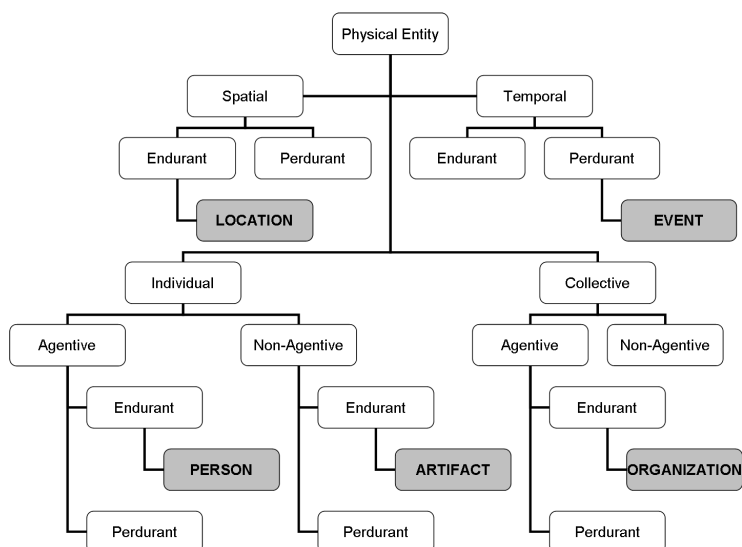 Physical Entity
Spatial
Temporal
Endurant
Perdurant
Endurant
Perdurant
LOCATION
EVENT
Individual
Collective
Agentive
Non-Agentive
Agentive
Non-Agentive
Endurant
Endurant
Endurant
PERSON
ARTIFACT
ORGANIZATION
Perdurant
Perdurant
Perdurant